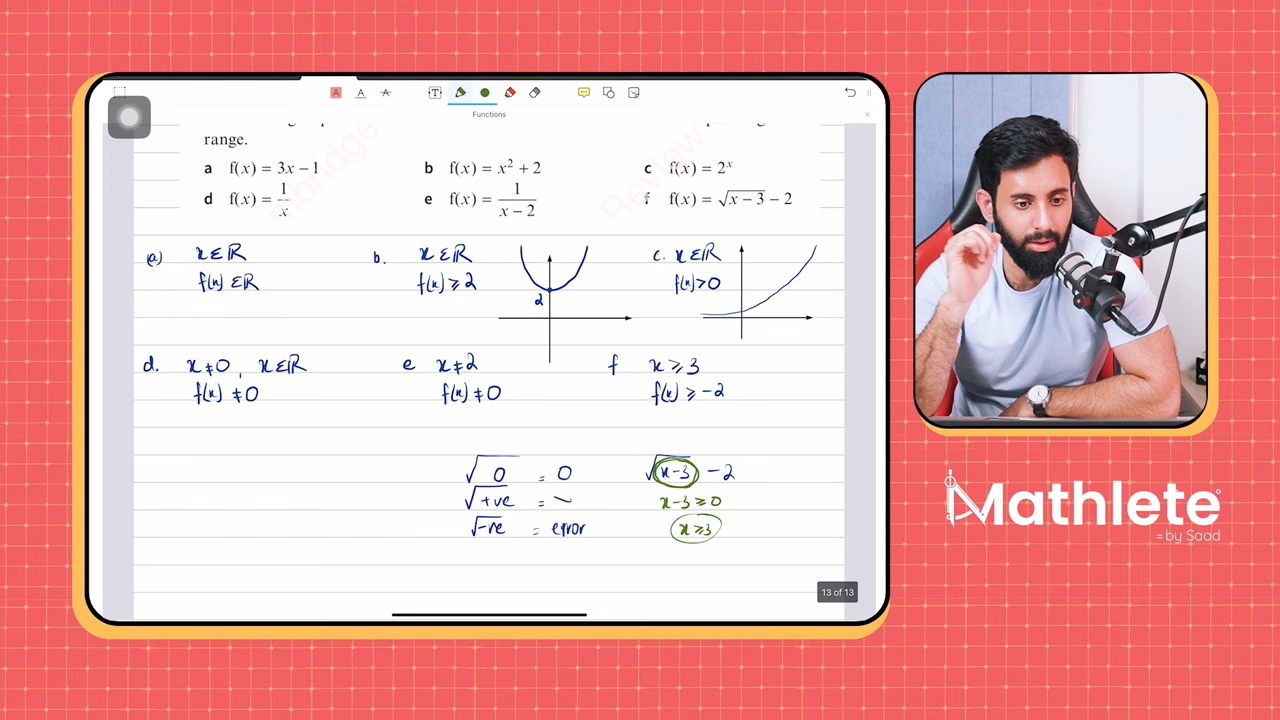 Functions
range.
a f(x) = 3x − 1 b f(x) = x² + 2 c f(x) = 2ˣ
d f(x) = 1/x e f(x) = 1/(x − 2) f f(x) = √(x − 3) − 2
(a) x ∈ ℝ b. x ∈ ℝ c. x ∈ ℝ
f(x) ∈ ℝ f(x) ⩾ 2 f(x) > 0
2
d. x ≠ 0, x ∈ ℝ e x ≠ 2 f x ⩾ 3
f(x) ≠ 0 f(x) ≠ 0 f(x) ⩾ −2
√0 = 0 √(x−3) − 2
√+ve = ✓ x−3 ⩾ 0
√−ve = error x ⩾ 3
13 of 13
Mathlete
= by Saad